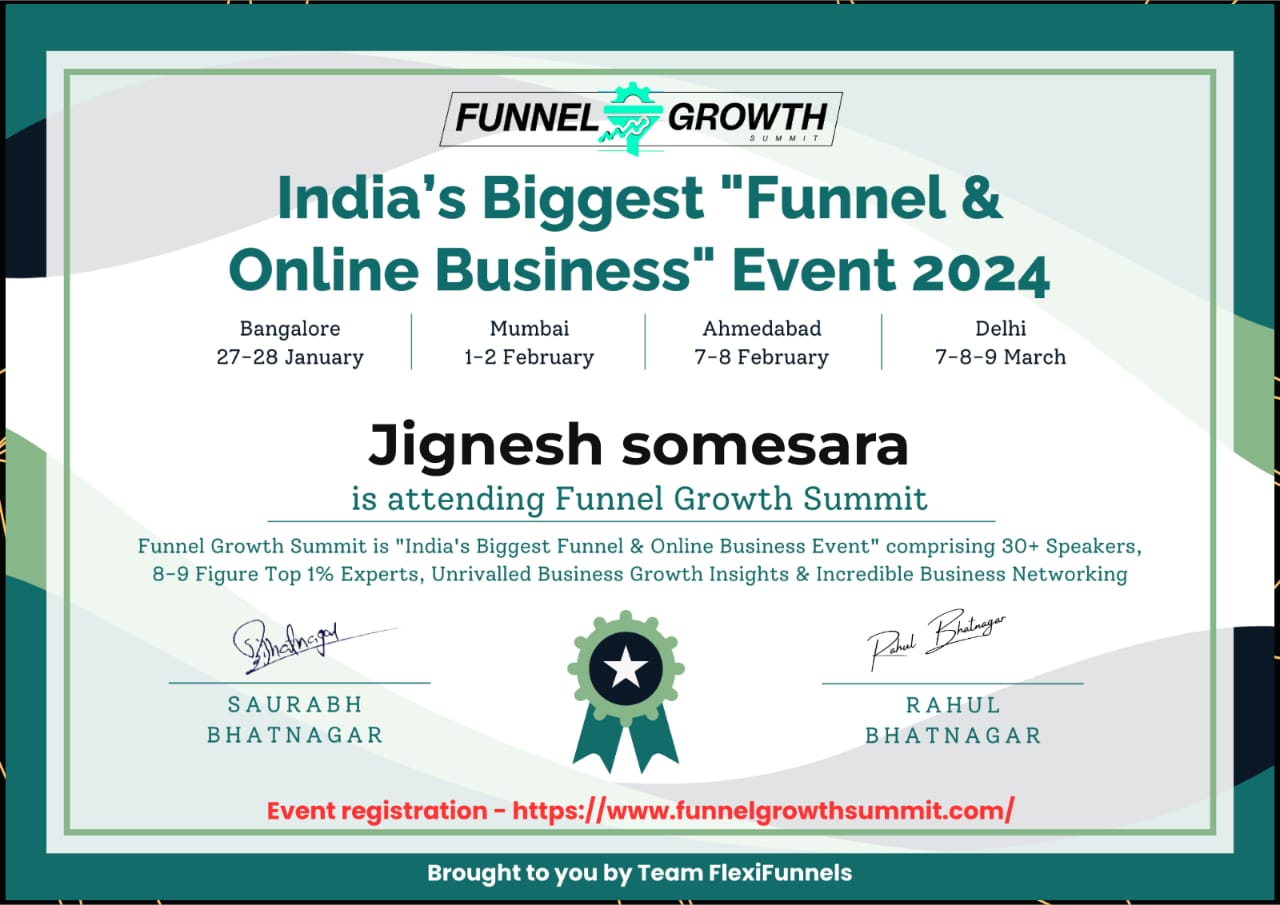 FUNNEL GROWTH
SUMMIT
India’s Biggest "Funnel &
Online Business" Event 2024
Bangalore
27-28 January
Mumbai
1-2 February
Ahmedabad
7-8 February
Delhi
7-8-9 March
Jignesh somesara
is attending Funnel Growth Summit
Funnel Growth Summit is "India's Biggest Funnel & Online Business Event" comprising 30+ Speakers,
8-9 Figure Top 1% Experts, Unrivalled Business Growth Insights & Incredible Business Networking
SBhatnagar
Rahul Bhatnagar
SAURABH
BHATNAGAR
RAHUL
BHATNAGAR
Event registration - https://www.funnelgrowthsummit.com/
Brought to you by Team FlexiFunnels